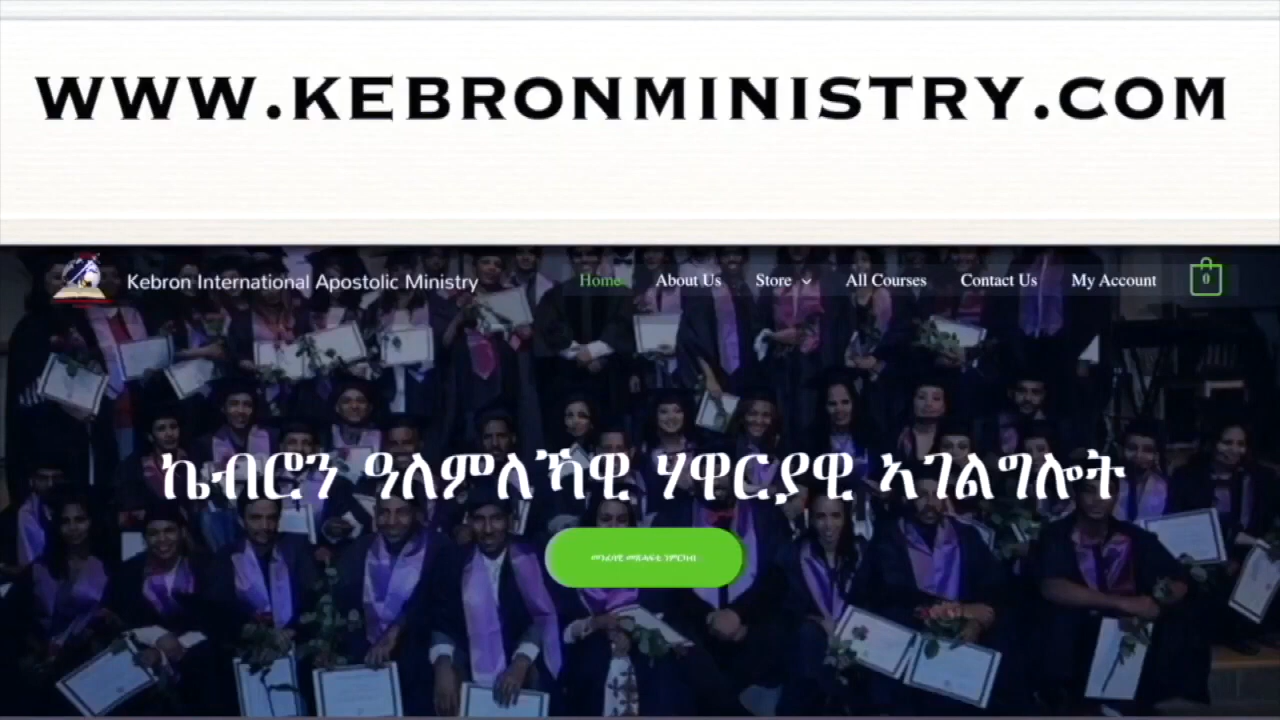 WWW.KEBRONMINISTRY.COM
Kebron International Apostolic Ministry
Home About Us Store All Courses Contact Us My Account 0
ኬብሮን ዓለምለኻዊ ሃዋርያዊ ኣገልግሎት